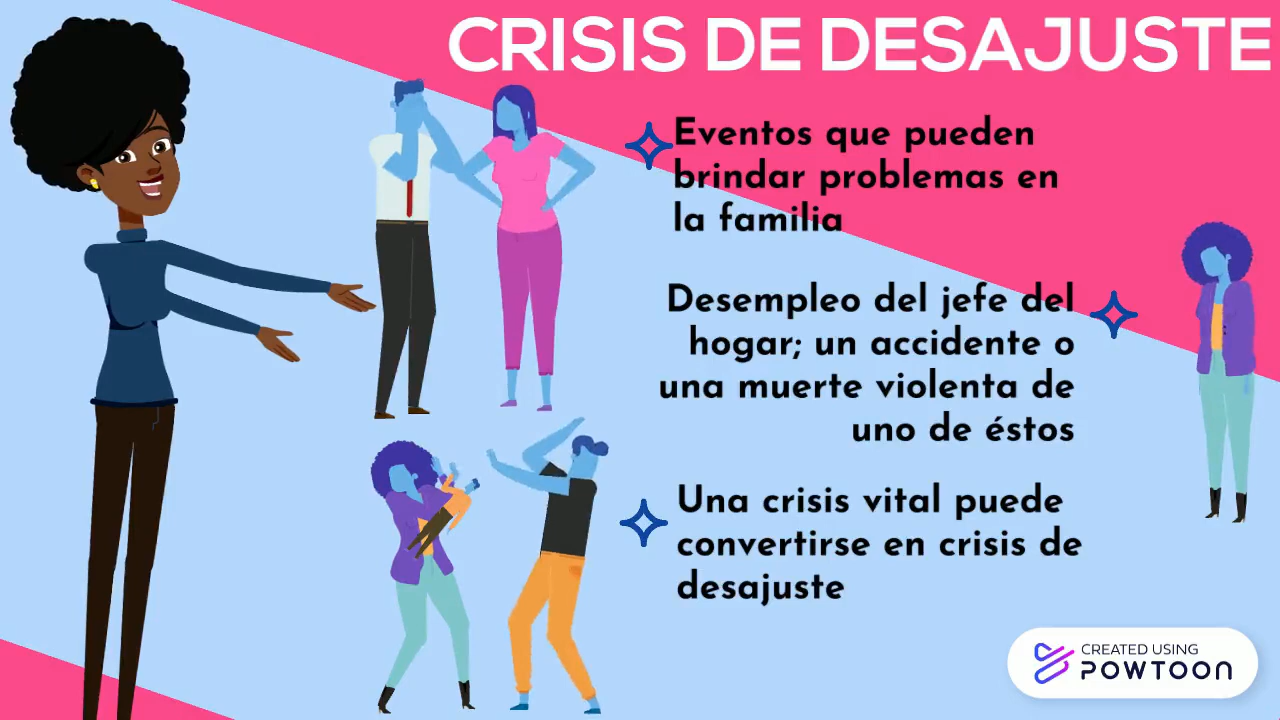 CRISIS DE DESAJUSTE
Eventos que pueden
brindar problemas en
la familia
Desempleo del jefe del
hogar; un accidente o
una muerte violenta de
uno de éstos
Una crisis vital puede
convertirse en crisis de
desajuste
CREATED USING
POWTOON